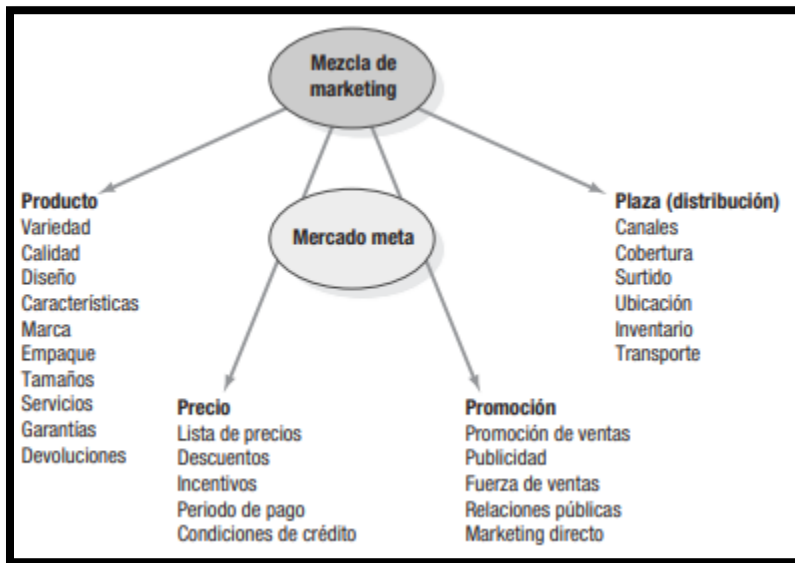 Mezcla de
marketing
Mercado meta
Producto
Variedad
Calidad
Diseño
Características
Marca
Empaque
Tamaños
Servicios
Garantías
Devoluciones
Precio
Lista de precios
Descuentos
Incentivos
Periodo de pago
Condiciones de crédito
Promoción
Promoción de ventas
Publicidad
Fuerza de ventas
Relaciones públicas
Marketing directo
Plaza (distribución)
Canales
Cobertura
Surtido
Ubicación
Inventario
Transporte